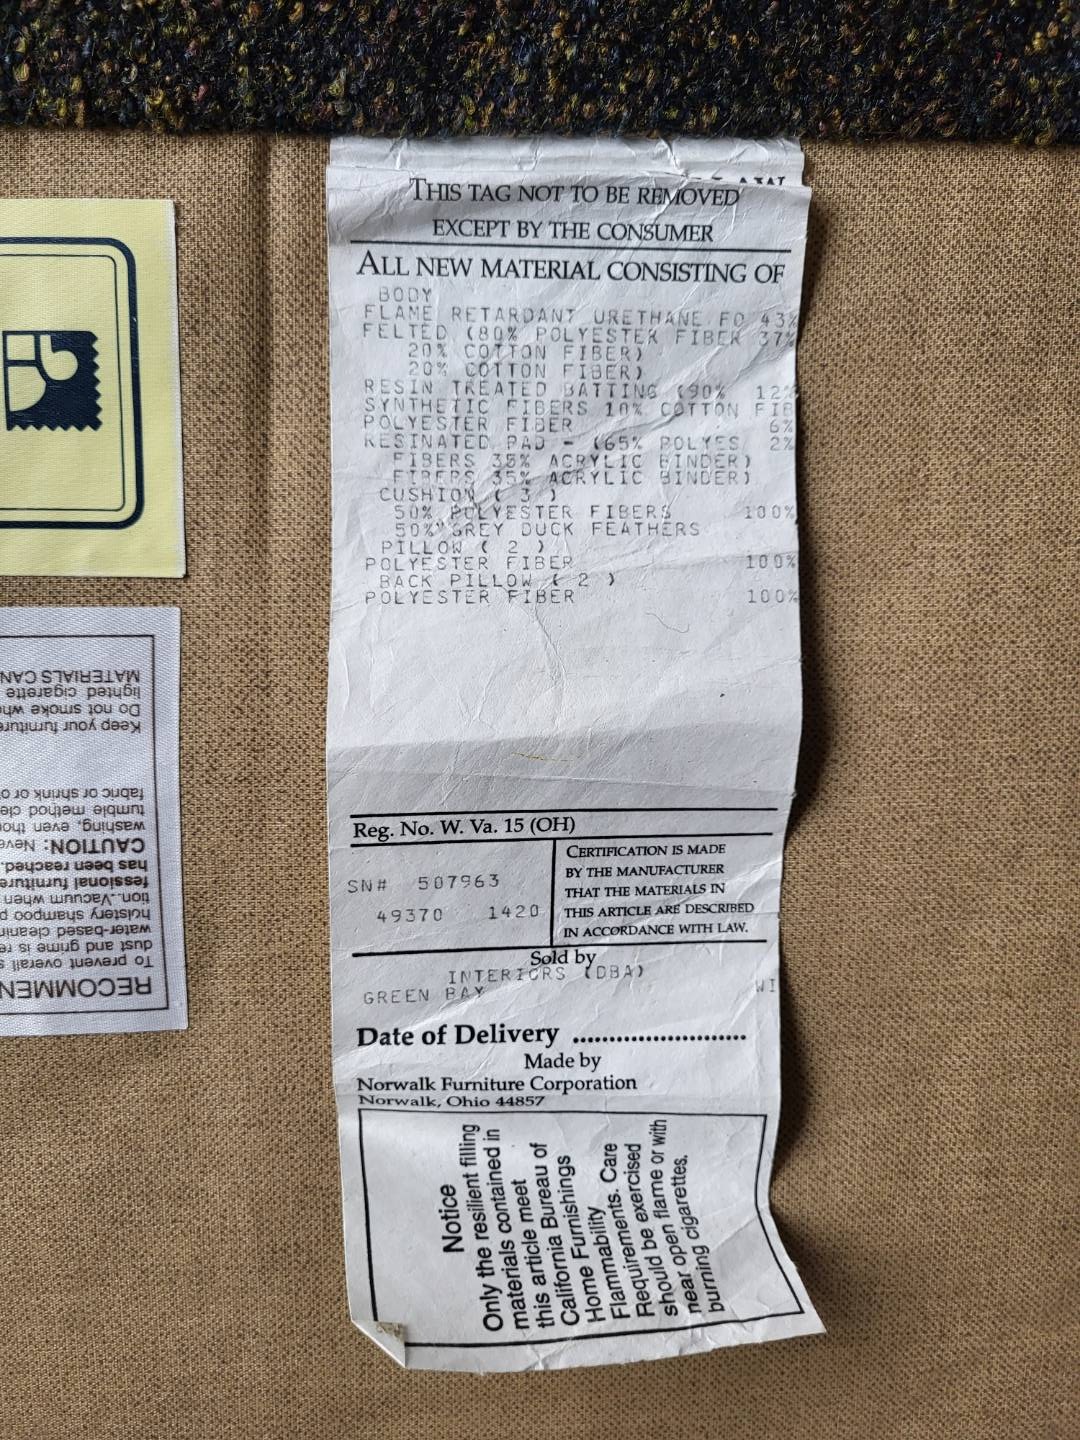 THIS TAG NOT TO BE REMOVED
EXCEPT BY THE CONSUMER
ALL NEW MATERIAL CONSISTING OF
BODY
FLAME RETARDANT URETHANE FO 43%
FELTED (80% POLYESTER FIBER 37%
20% COTTON FIBER)
20% COTTON FIBER)
RESIN TREATED BATTING (90% 12%
SYNTHETIC FIBERS 10% COTTON FIB
POLYESTER FIBER 6%
RESINATED PAD - (65% POLYES 2%
FIBERS 35% ACRYLIC BINDER)
FIBERS 35% ACRYLIC BINDER)
CUSHION ( 3 )
50% POLYESTER FIBERS 100%
50% GREY DUCK FEATHERS
PILLOW ( 2 )
POLYESTER FIBER 100%
BACK PILLOW ( 2 )
POLYESTER FIBER 100%
Reg. No. W. Va. 15 (OH)
SN# 507963
49370 1420
CERTIFICATION IS MADE
BY THE MANUFACTURER
THAT THE MATERIALS IN
THIS ARTICLE ARE DESCRIBED
IN ACCORDANCE WITH LAW.
Sold by
INTERIORS (DBA)
GREEN BAY WI
Date of Delivery ........................
Made by
Norwalk Furniture Corporation
Norwalk, Ohio 44857
Notice
Only the resilient filling
materials contained in
this article meet
California Bureau of
Home Furnishings
Flammability
Requirements. Care
should be exercised
near open flame or with
burning cigarettes.
RECOMMEN
To prevent overall
dust and grime is
water-based
holstery shampoo
tion. Vacuum when
fessional furniture
has been reached.
CAUTION:
washing, even
tumble method
fabric or shrink or
Keep your furniture
Do not smoke
lighted cigarette
MATERIALS